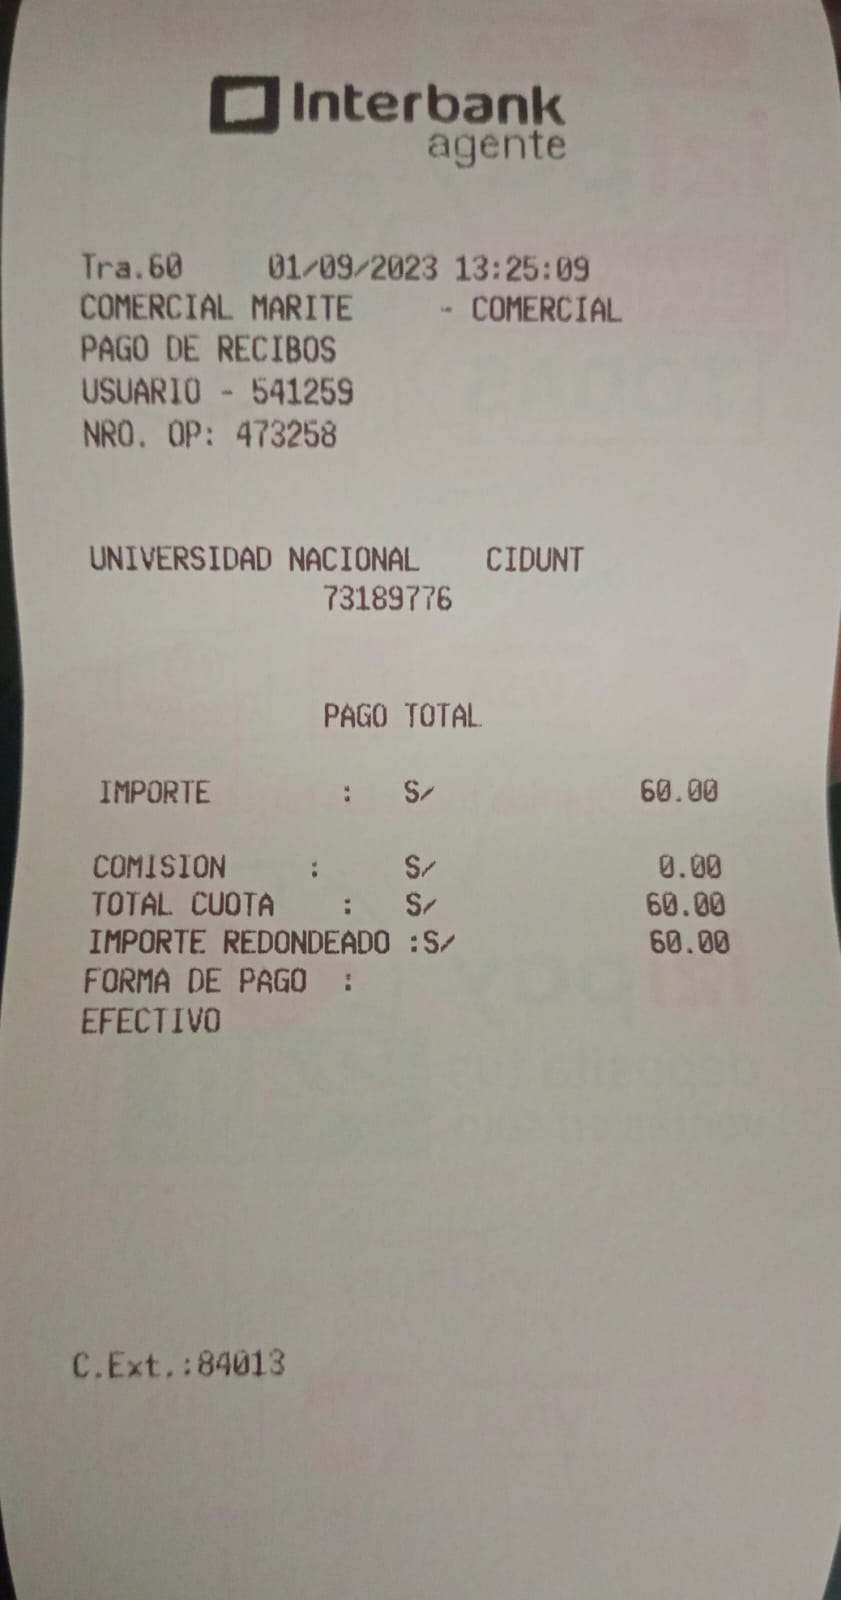 Interbank
agente
Tra.60 01/09/2023 13:25:09
COMERCIAL MARITE - COMERCIAL
PAGO DE RECIBOS
USUARIO - 541259
NRO. OP: 473258
UNIVERSIDAD NACIONAL CIDUNT
73189776
PAGO TOTAL
IMPORTE : S/ 60.00
COMISION : S/ 0.00
TOTAL CUOTA : S/ 60.00
IMPORTE REDONDEADO :S/ 60.00
FORMA DE PAGO :
EFECTIVO
C.Ext.:84013